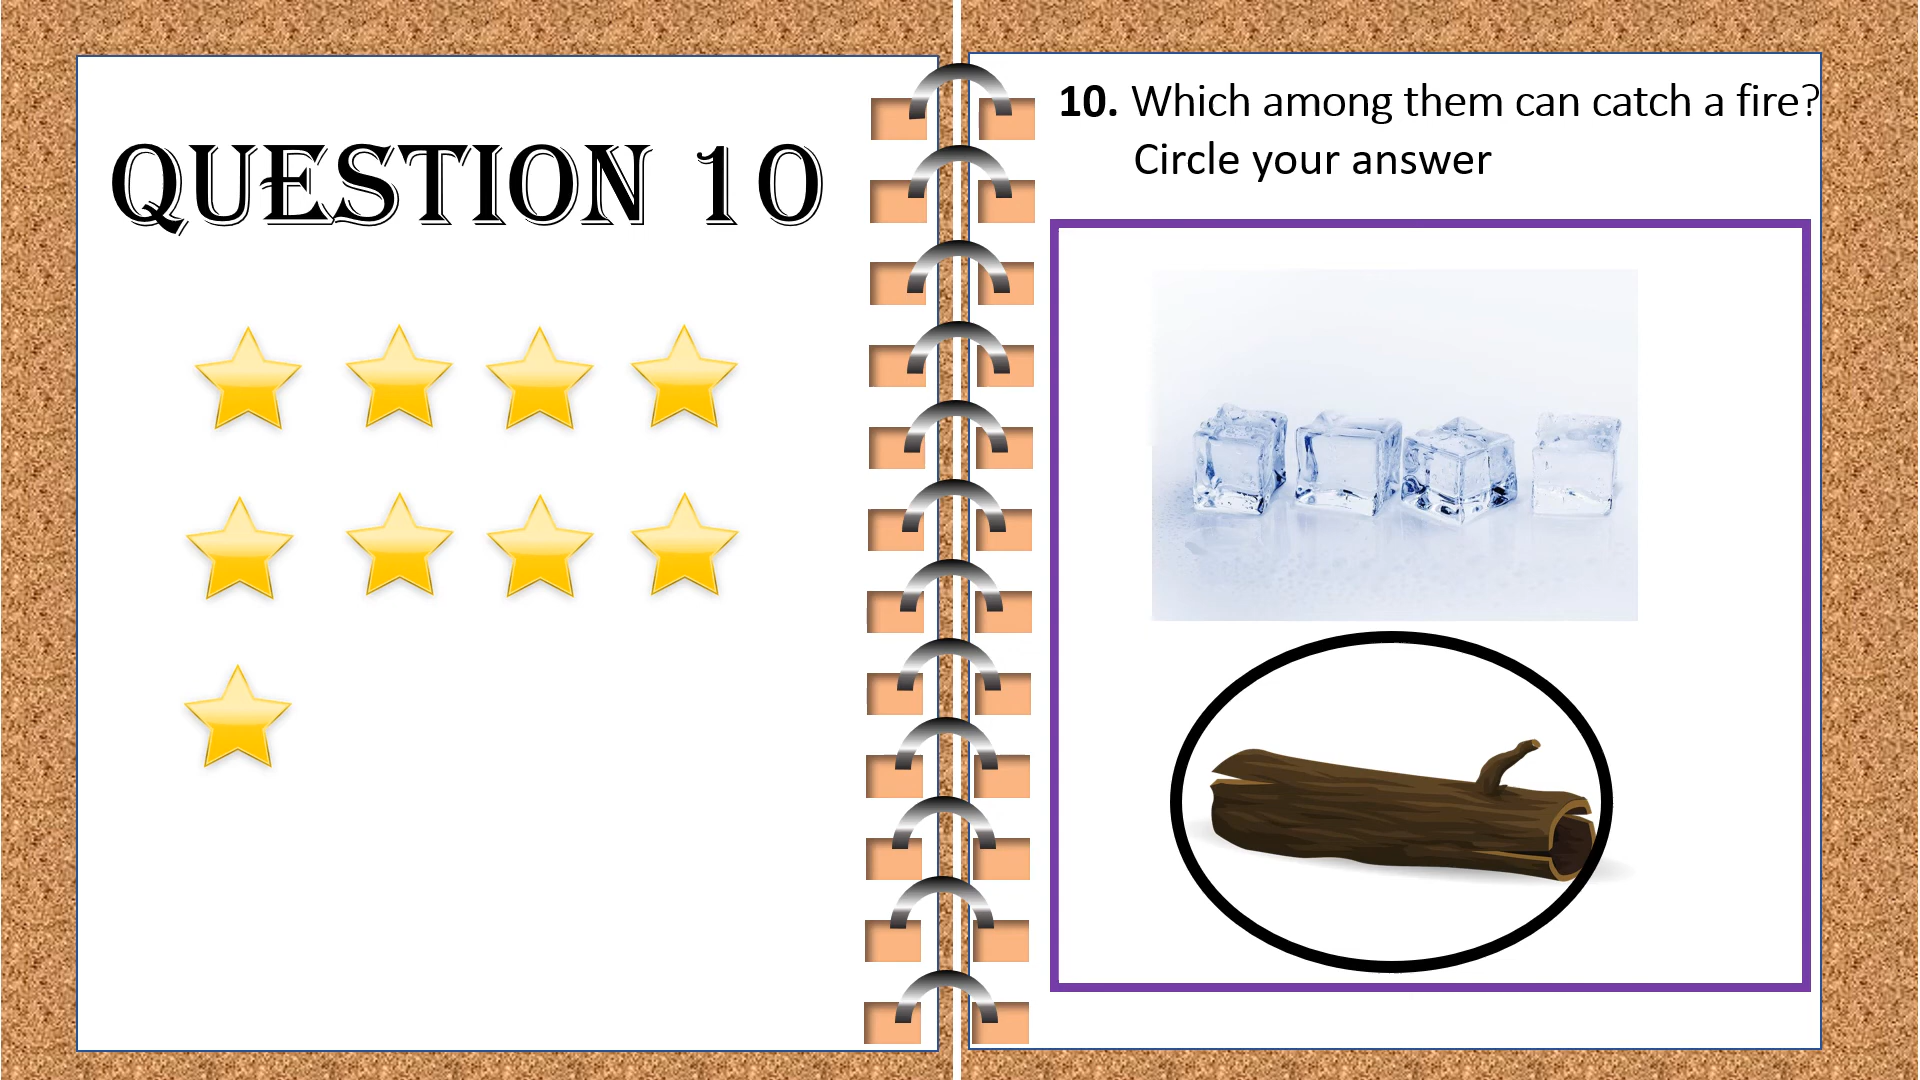 QUESTION 10
10. Which among them can catch a fire?
Circle your answer